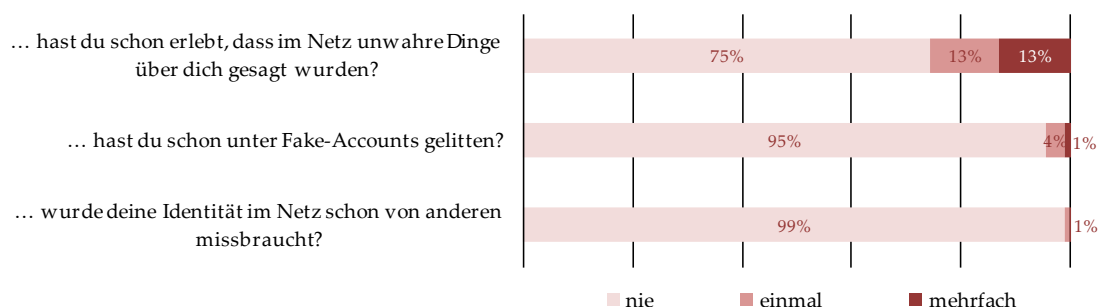 … hast du schon erlebt, dass im Netz unwahre Dinge
über dich gesagt wurden?
75% 13% 13%
… hast du schon unter Fake-Accounts gelitten?
95% 4% 1%
… wurde deine Identität im Netz schon von anderen
missbraucht?
99% 1%
nie einmal mehrfach